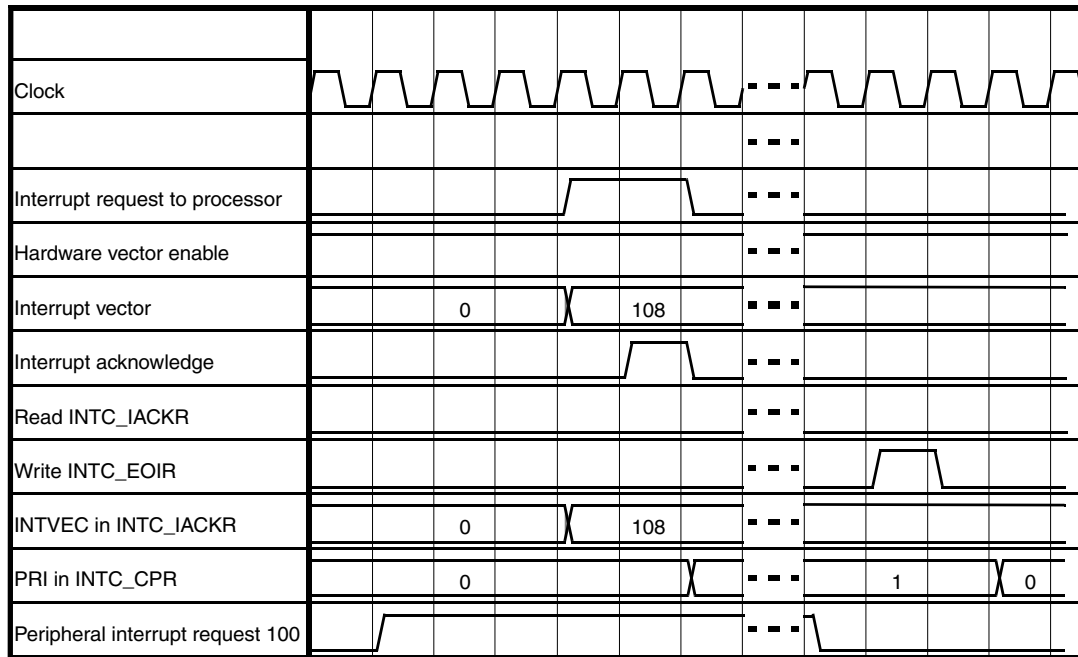 Clock
Interrupt request to processor
Hardware vector enable
Interrupt vector
0
108
Interrupt acknowledge
Read INTC_IACKR
Write INTC_EOIR
INTVEC in INTC_IACKR
0
108
PRI in INTC_CPR
0
1
0
Peripheral interrupt request 100